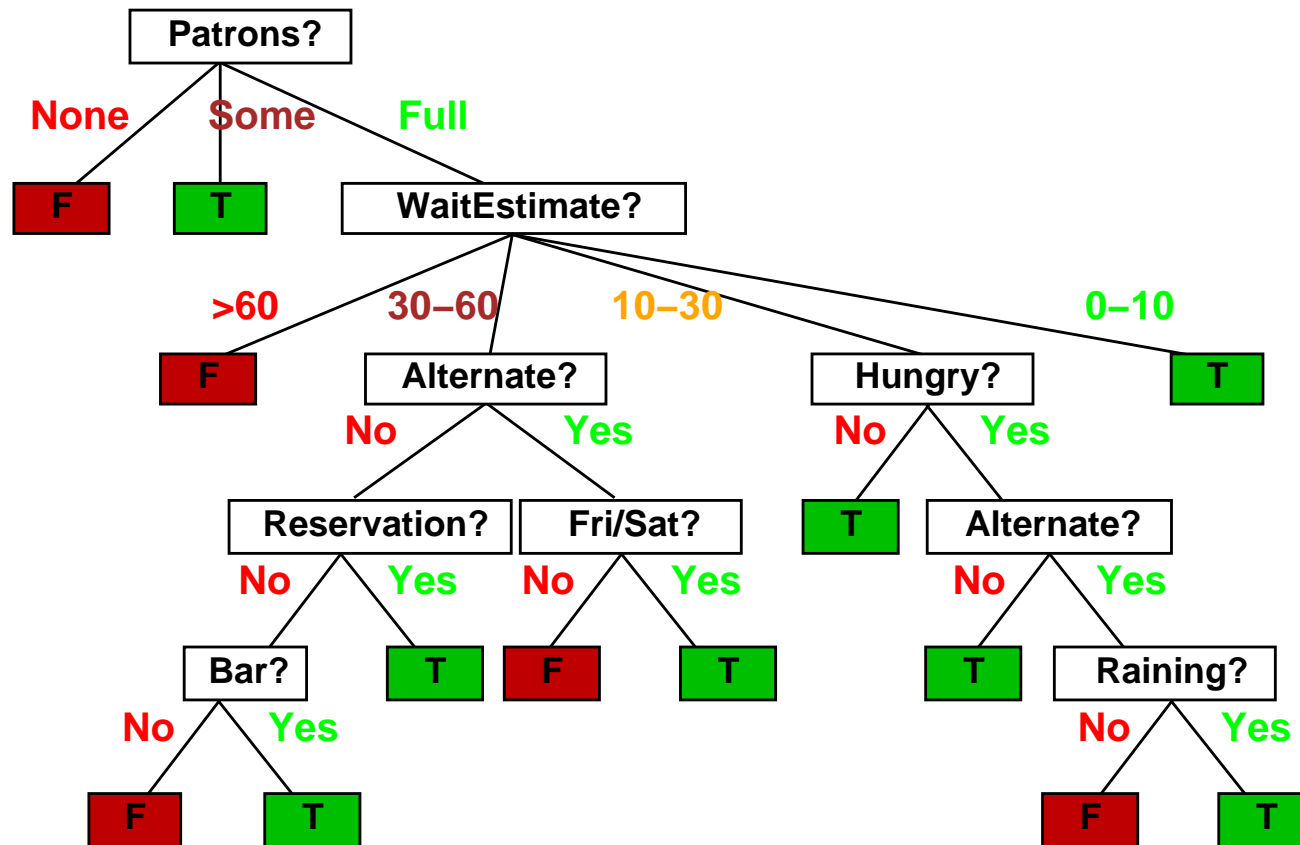 Patrons?
None Some Full
F T WaitEstimate?
>60 30–60 10–30 0–10
F Alternate? Hungry? T
No Yes No Yes
Reservation? Fri/Sat? T Alternate?
No Yes No Yes No Yes
Bar? T F T T Raining?
No Yes No Yes
F T F T